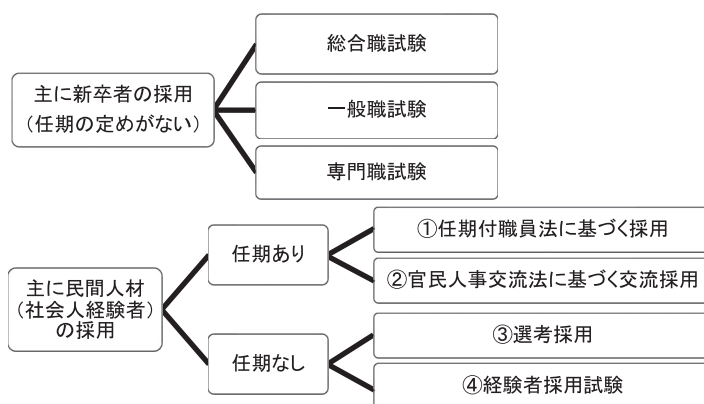 総合職試験
主に新卒者の採用
（任期の定めがない）
一般職試験
専門職試験
主に民間人材
（社会人経験者）
の採用
任期あり
①任期付職員法に基づく採用
②官民人事交流法に基づく交流採用
任期なし
③選考採用
④経験者採用試験